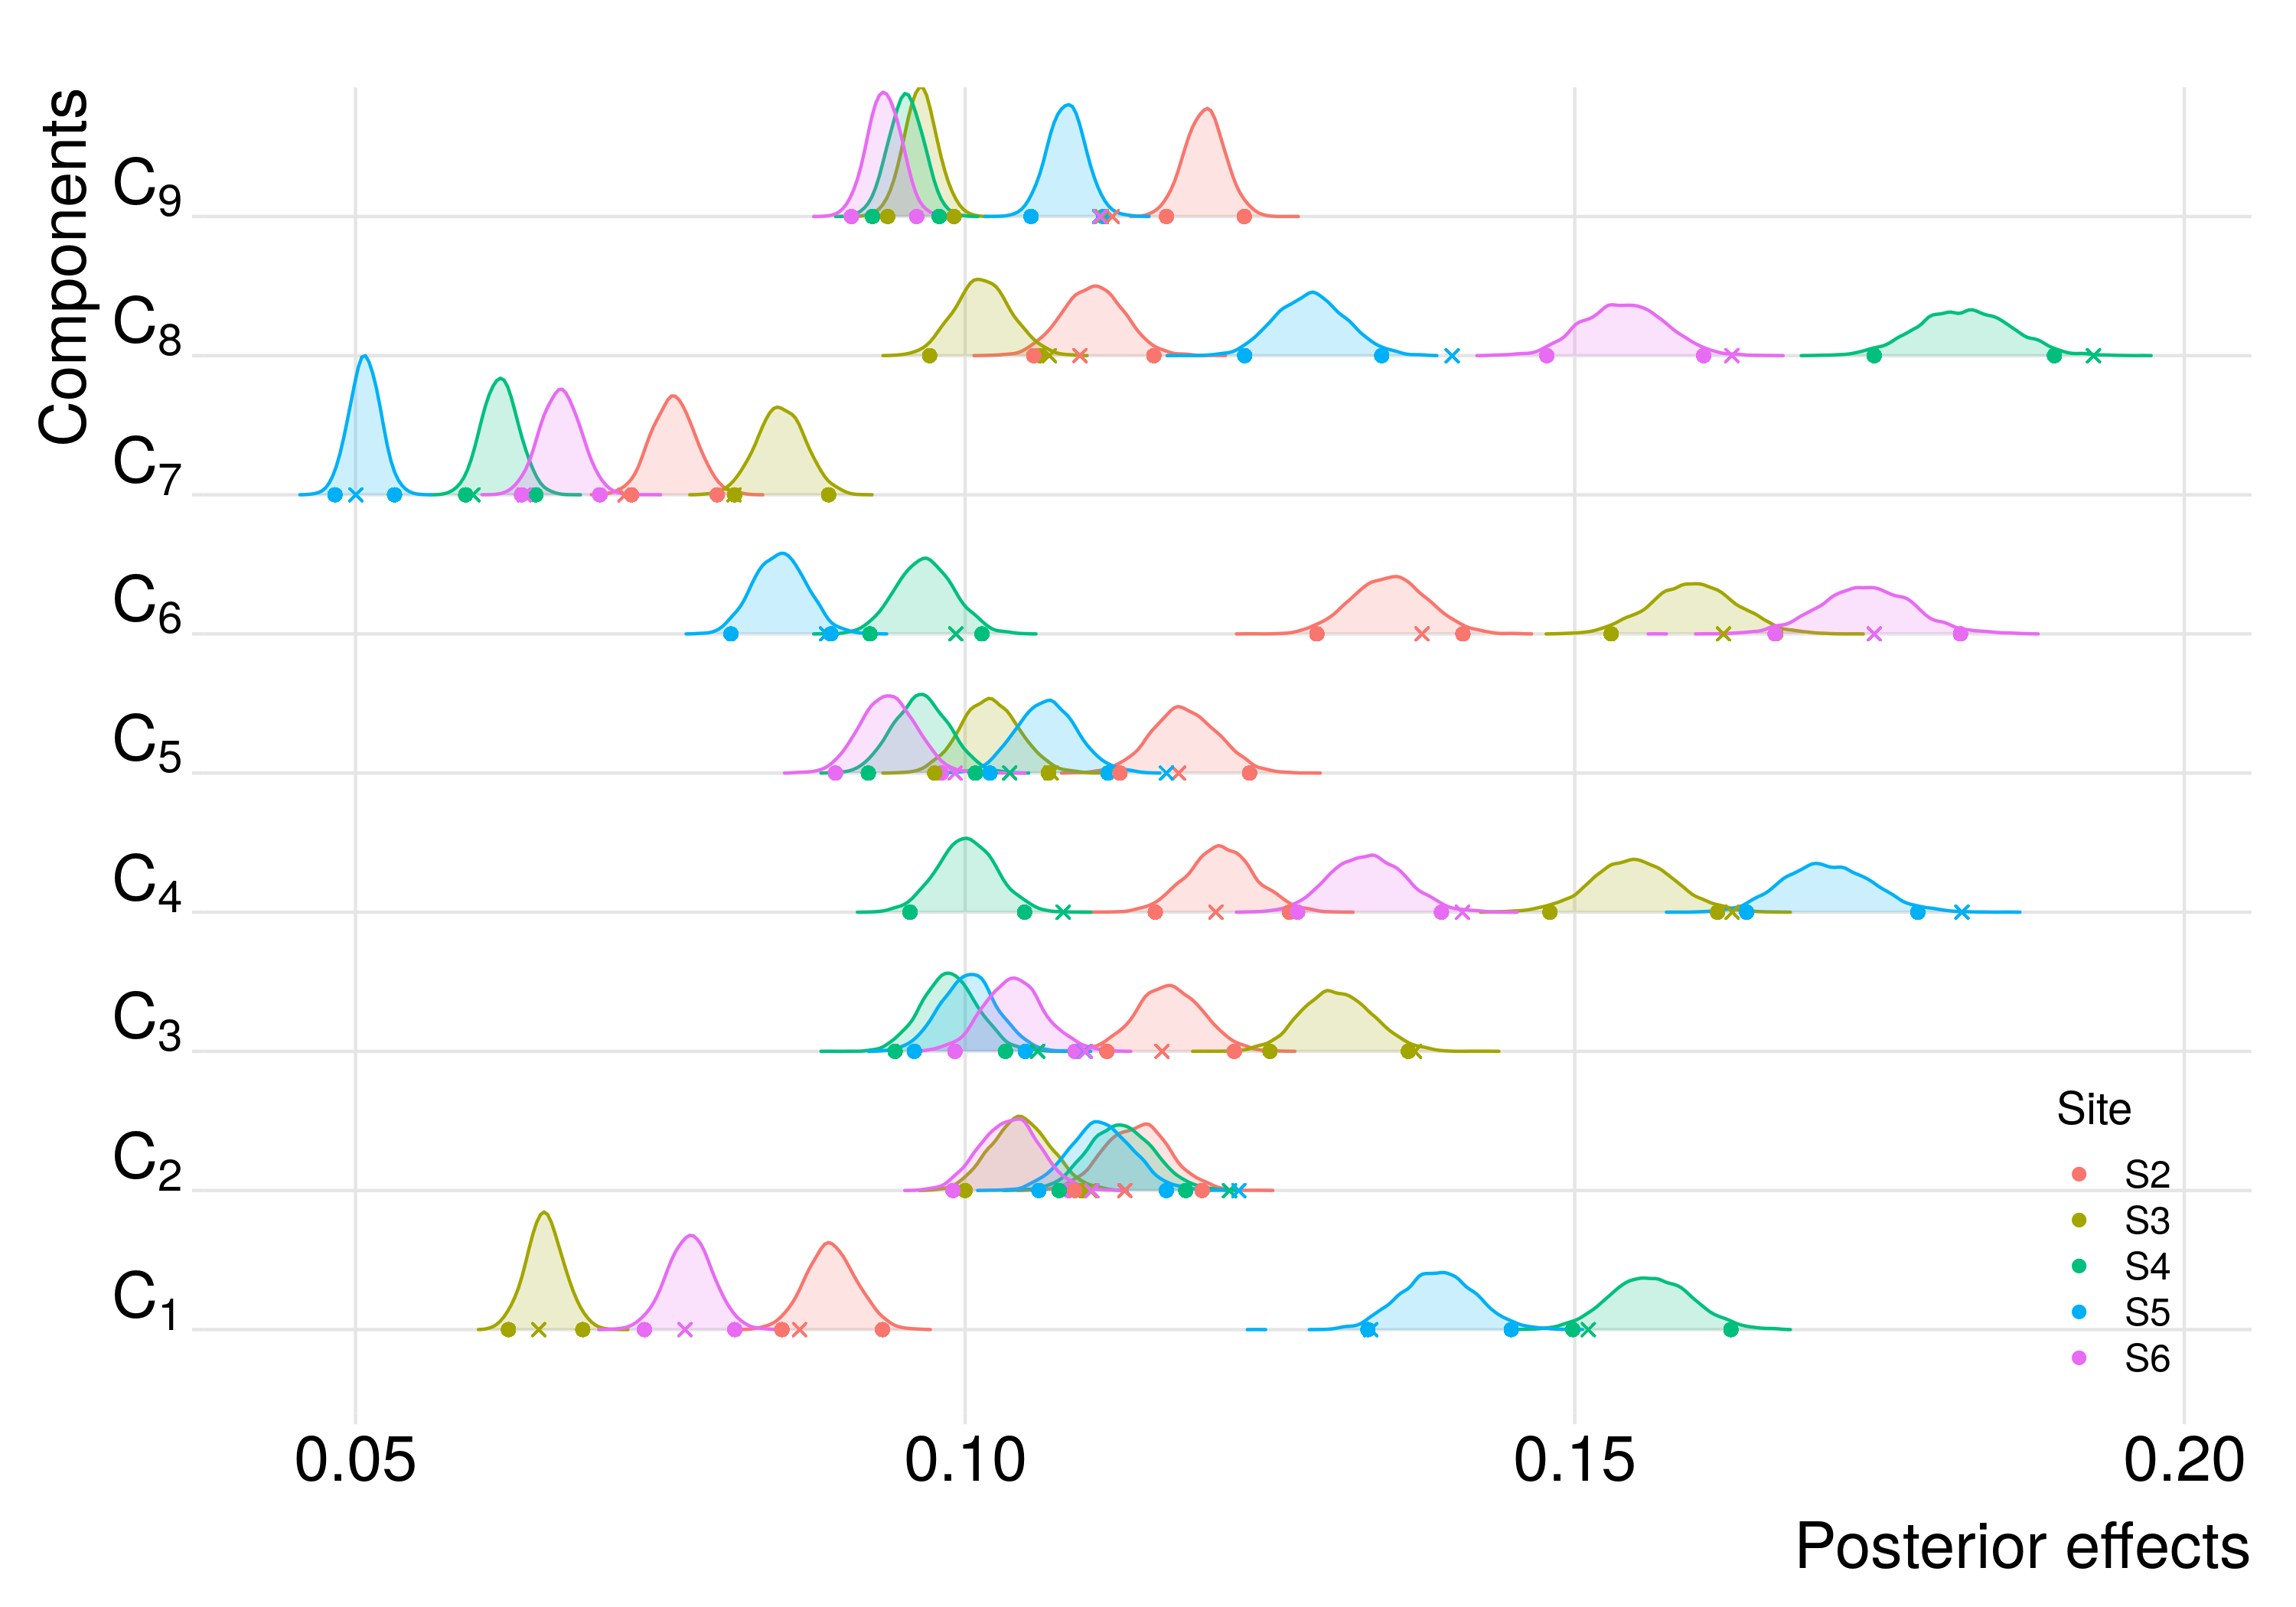 Components
C9
C8
C7
C6
C5
C4
C3
C2
C1
Site
S2
S3
S4
S5
S6
0.05 0.10 0.15 0.20
Posterior effects